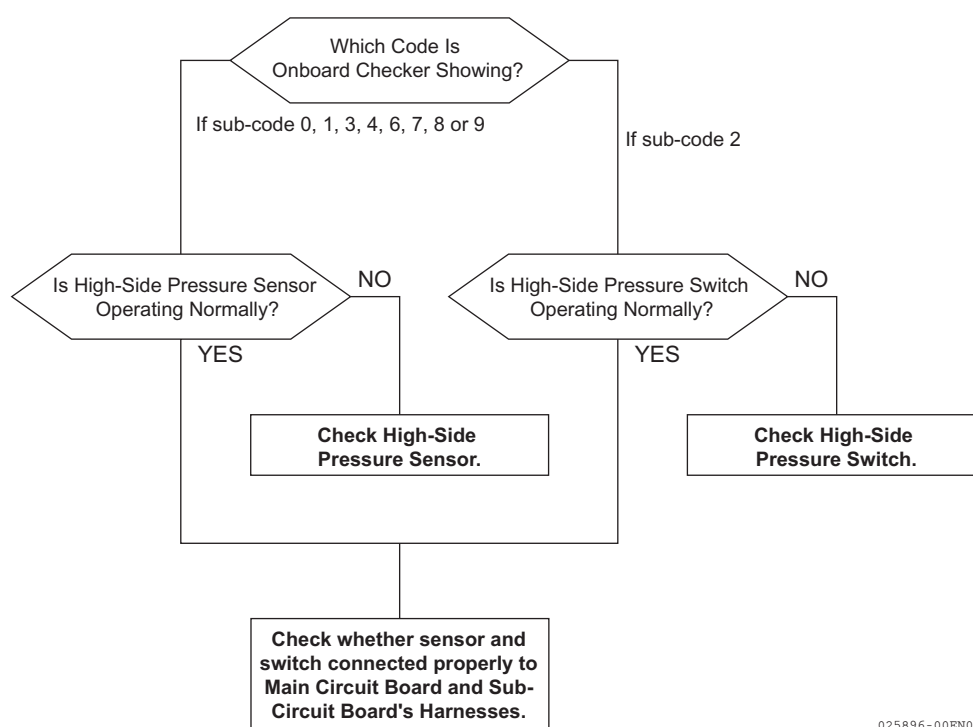 Which Code Is
Onboard Checker Showing?
If sub-code 0, 1, 3, 4, 6, 7, 8 or 9
If sub-code 2
Is High-Side Pressure Sensor
Operating Normally?
NO
YES
Is High-Side Pressure Switch
Operating Normally?
NO
YES
Check High-Side
Pressure Sensor.
Check High-Side
Pressure Switch.
Check whether sensor and
switch connected properly to
Main Circuit Board and Sub-
Circuit Board's Harnesses.
025896-00EN0